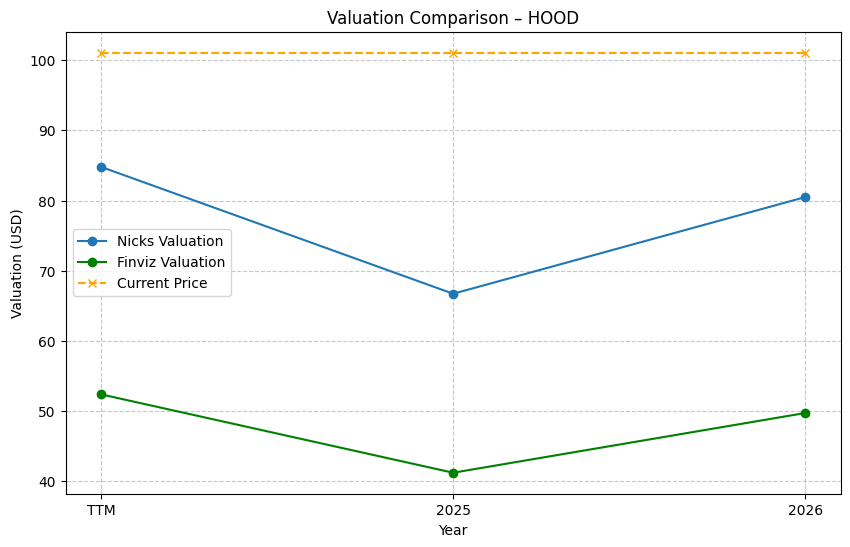 Valuation Comparison – HOOD
Valuation (USD)
100
90
80
70
60
50
40
Nicks Valuation
Finviz Valuation
Current Price
TTM 2025 2026
Year